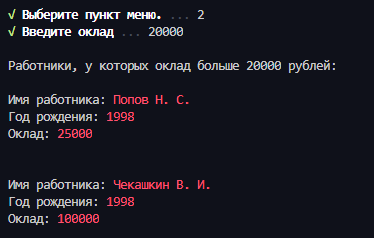 √ Выберите пункт меню. ... 2
√ Введите оклад ... 20000
Работники, у которых оклад больше 20000 рублей:
Имя работника: Попов Н. С.
Год рождения: 1998
Оклад: 25000
Имя работника: Чекашкин В. И.
Год рождения: 1998
Оклад: 100000